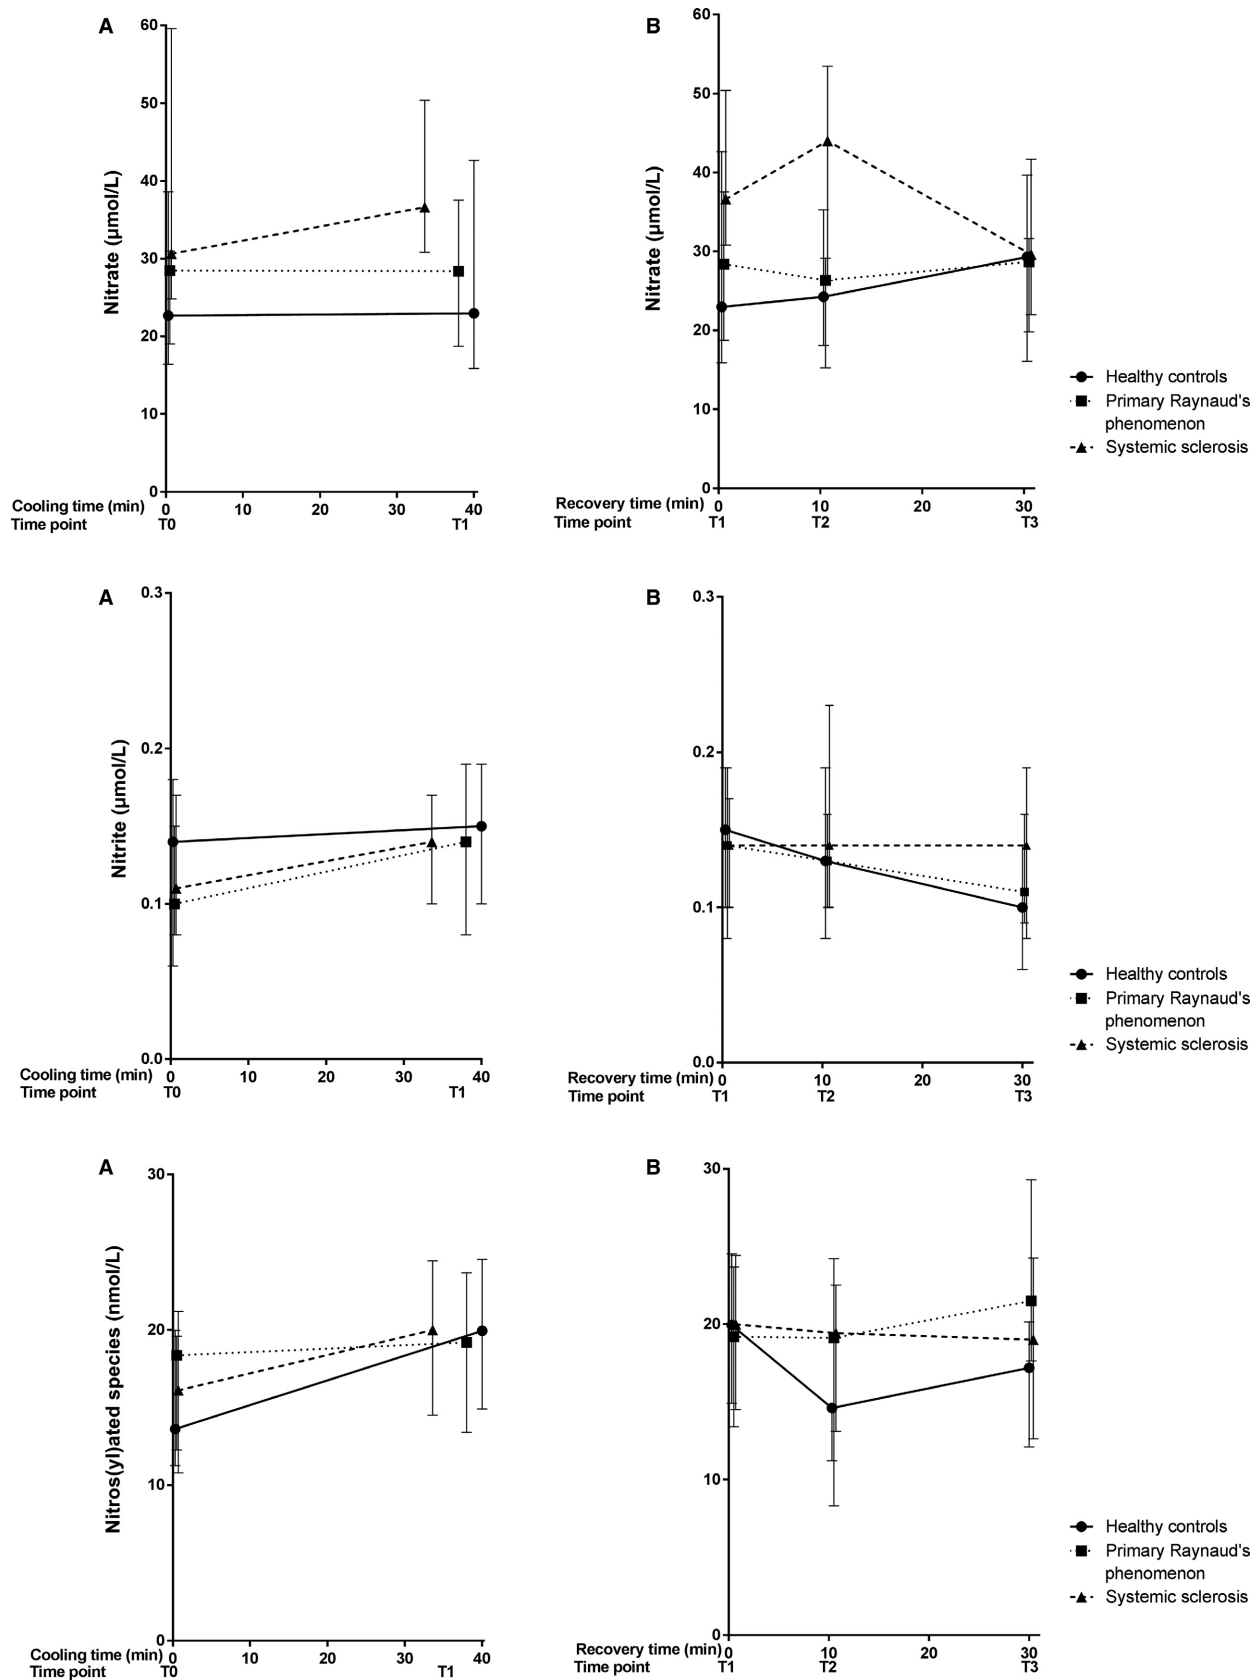 A
B
60
50
40
30
20
10
0
Nitrate (µmol/L)
Cooling time (min) 0 10 20 30 40
Time point T0 T1
60
50
40
30
20
10
0
Nitrate (µmol/L)
Recovery time (min) 0 10 20 30
Time point T1 T2 T3
Healthy controls
Primary Raynaud's
phenomenon
Systemic sclerosis
A
B
0.3
0.2
0.1
0.0
Nitrite (µmol/L)
Cooling time (min) 0 10 20 30 40
Time point T0 T1
0.3
0.2
0.1
0.0
Recovery time (min) 0 10 20 30
Time point T1 T2 T3
Healthy controls
Primary Raynaud's
phenomenon
Systemic sclerosis
A
B
30
20
10
0
Nitros(yl)ated species (nmol/L)
Cooling time (min) 0 10 20 30 40
Time point T0 T1
30
20
10
0
Recovery time (min) 0 10 20 30
Time point T1 T2 T3
Healthy controls
Primary Raynaud's
phenomenon
Systemic sclerosis